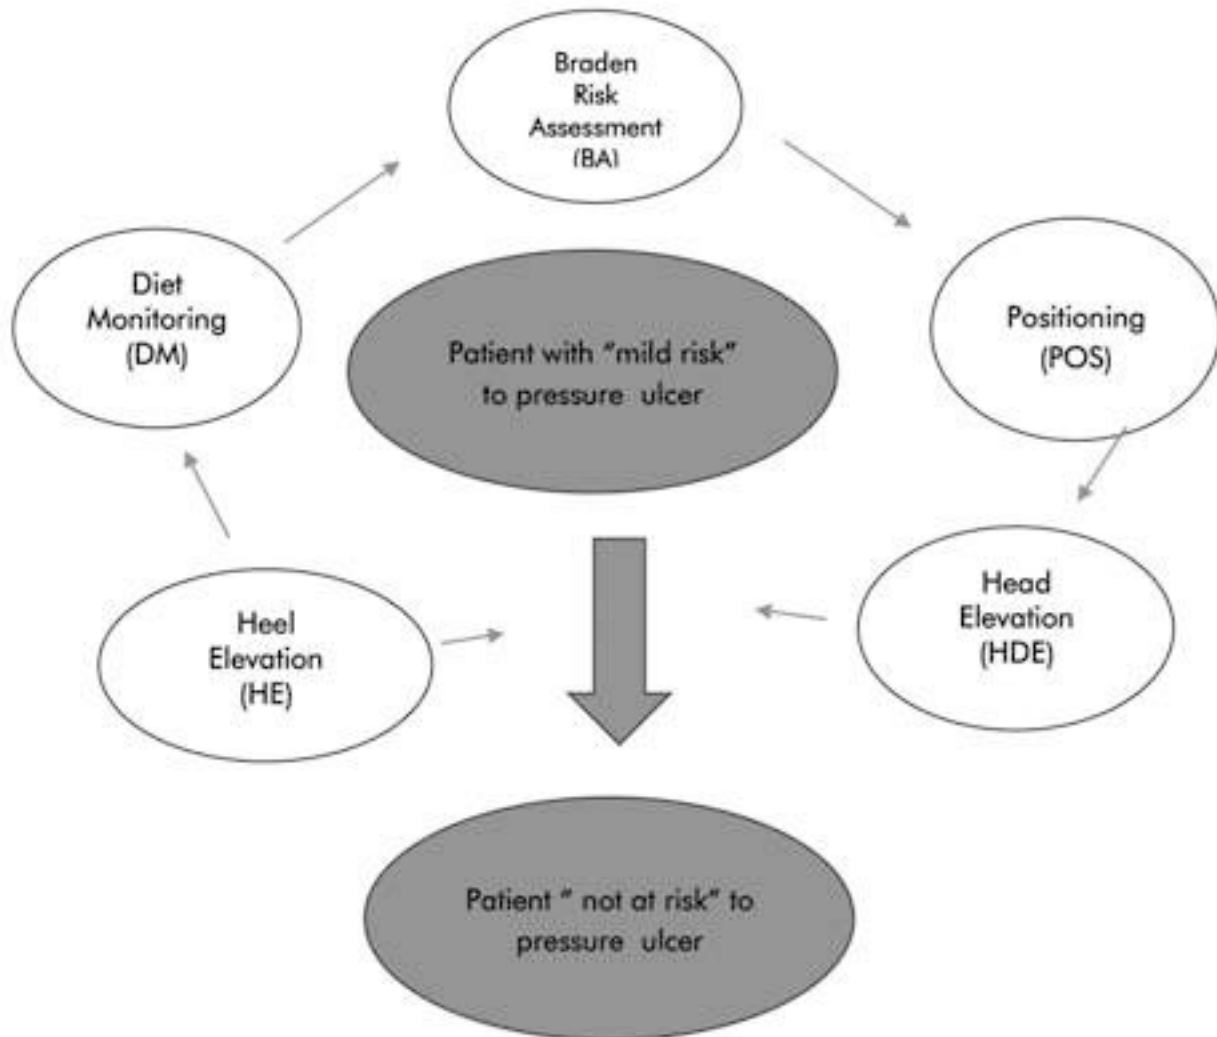 Braden
Risk
Assessment
(BA)
Diet
Monitoring
(DM)
Positioning
(POS)
Patient with “mild risk”
to pressure ulcer
Heel
Elevation
(HE)
Head
Elevation
(HDE)
Patient “ not at risk” to
pressure ulcer